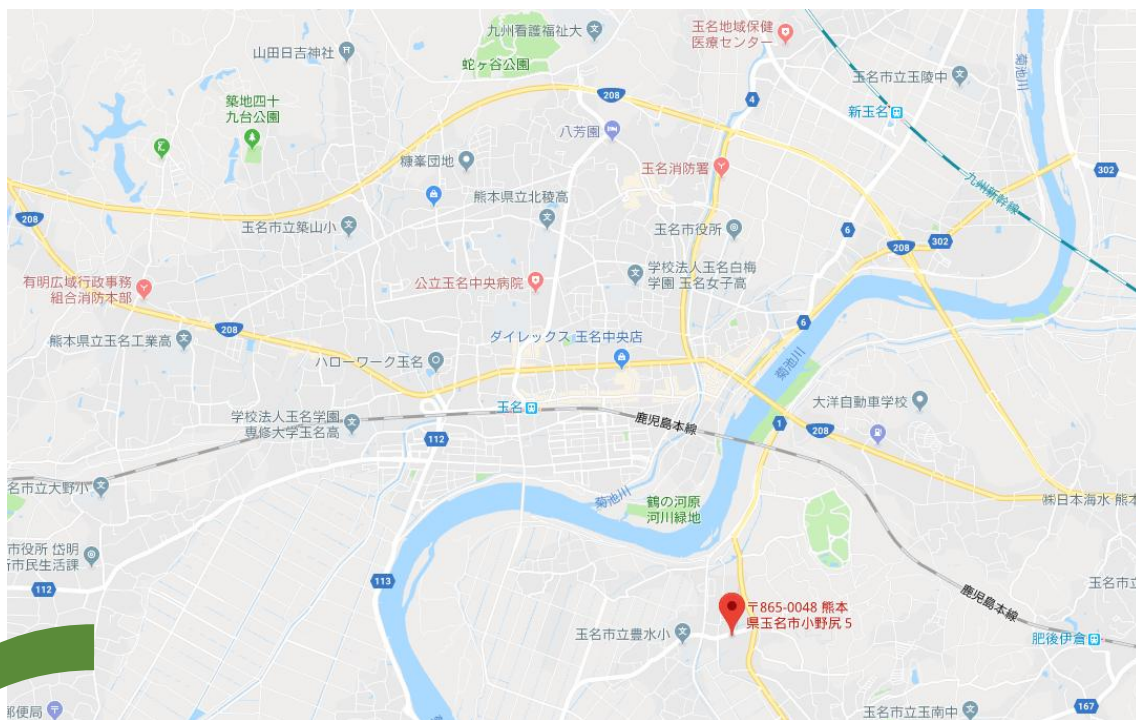 九州看護福祉大
玉名地域保健
医療センター
山田日吉神社
蛇ヶ谷公園
玉名市立玉陵中
菊池川
築地四十
九台公園
208
4
新玉名
八芳園
糠峯団地
玉名消防署
302
熊本県立北稜高
九州新幹線
208
玉名市立築山小
玉名市役所
6
302
208
有明広域行政事務
組合消防本部
公立玉名中央病院
学校法人玉名白梅
学園 玉名女子高
208
熊本県立玉名工業高
ダイレックス 玉名中央店
6
ハローワーク玉名
菊池川
玉名
大洋自動車学校
学校法人玉名学園
専修大学玉名高
鹿児島本線
1
208
112
名市立大野小
菊池川
鶴の河原
河川緑地
㈱日本海水 熊本
市役所 岱明
市民生活課
112
113
玉名市立
鹿児島本線
〒865-0048 熊本
県玉名市小野尻 5
玉名市立豊水小
肥後伊倉
郵便局
玉名市立玉南中
167